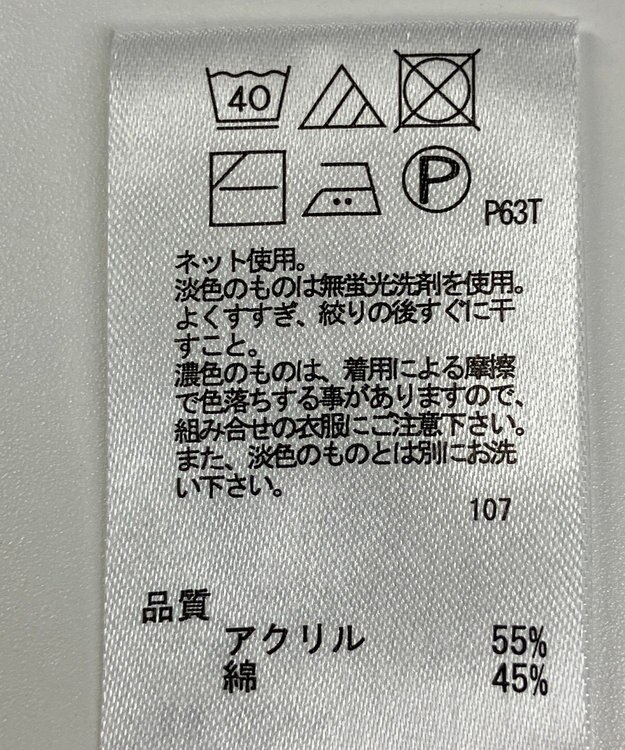 40
P
P63T
ネット使用。
淡色のものは無蛍光洗剤を使用。
よくすすぎ、絞りの後すぐに干
すこと。
濃色のものは、着用による摩擦
で色落ちする事がありますので、
組み合せの衣服にご注意下さい。
また、淡色のものとは別にお洗
い下さい。
107
品質
アクリル 55%
綿 45%